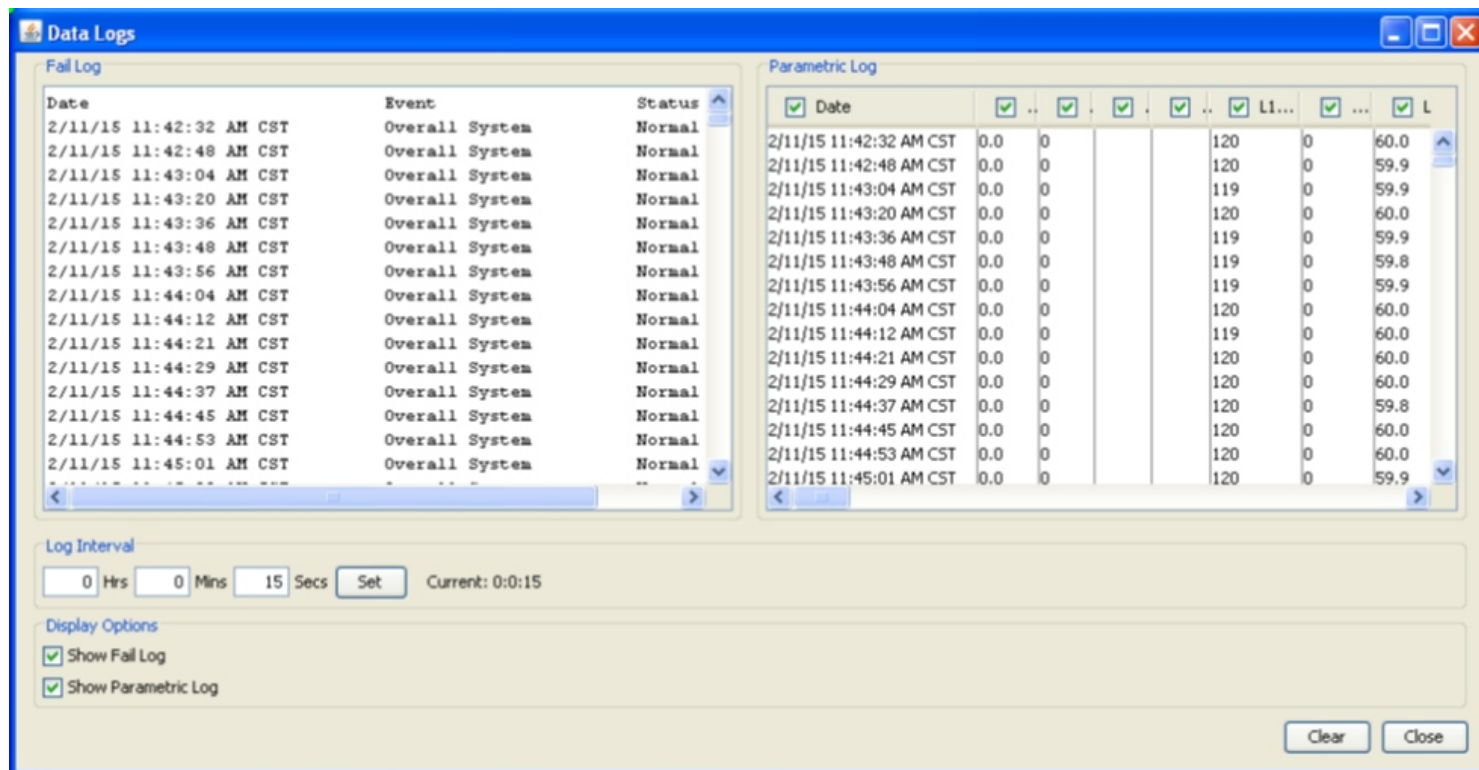 Data Logs
Fail Log
Date Event Status
2/11/15 11:42:32 AM CST Overall System Normal
2/11/15 11:42:48 AM CST Overall System Normal
2/11/15 11:43:04 AM CST Overall System Normal
2/11/15 11:43:20 AM CST Overall System Normal
2/11/15 11:43:36 AM CST Overall System Normal
2/11/15 11:43:48 AM CST Overall System Normal
2/11/15 11:43:56 AM CST Overall System Normal
2/11/15 11:44:04 AM CST Overall System Normal
2/11/15 11:44:12 AM CST Overall System Normal
2/11/15 11:44:21 AM CST Overall System Normal
2/11/15 11:44:29 AM CST Overall System Normal
2/11/15 11:44:37 AM CST Overall System Normal
2/11/15 11:44:45 AM CST Overall System Normal
2/11/15 11:44:53 AM CST Overall System Normal
2/11/15 11:45:01 AM CST Overall System Normal
Parametric Log
Date .. . . .. L1... ... L
2/11/15 11:42:32 AM CST 0.0 0 120 0 60.0
2/11/15 11:42:48 AM CST 0.0 0 120 0 59.9
2/11/15 11:43:04 AM CST 0.0 0 119 0 59.9
2/11/15 11:43:20 AM CST 0.0 0 120 0 60.0
2/11/15 11:43:36 AM CST 0.0 0 119 0 59.9
2/11/15 11:43:48 AM CST 0.0 0 119 0 59.8
2/11/15 11:43:56 AM CST 0.0 0 119 0 59.9
2/11/15 11:44:04 AM CST 0.0 0 120 0 60.0
2/11/15 11:44:12 AM CST 0.0 0 119 0 60.0
2/11/15 11:44:21 AM CST 0.0 0 120 0 60.0
2/11/15 11:44:29 AM CST 0.0 0 120 0 60.0
2/11/15 11:44:37 AM CST 0.0 0 120 0 59.8
2/11/15 11:44:45 AM CST 0.0 0 120 0 60.0
2/11/15 11:44:53 AM CST 0.0 0 120 0 60.0
2/11/15 11:45:01 AM CST 0.0 0 120 0 59.9
Log Interval
0 Hrs 0 Mins 15 Secs Set Current: 0:0:15
Display Options
Show Fail Log
Show Parametric Log
Clear Close